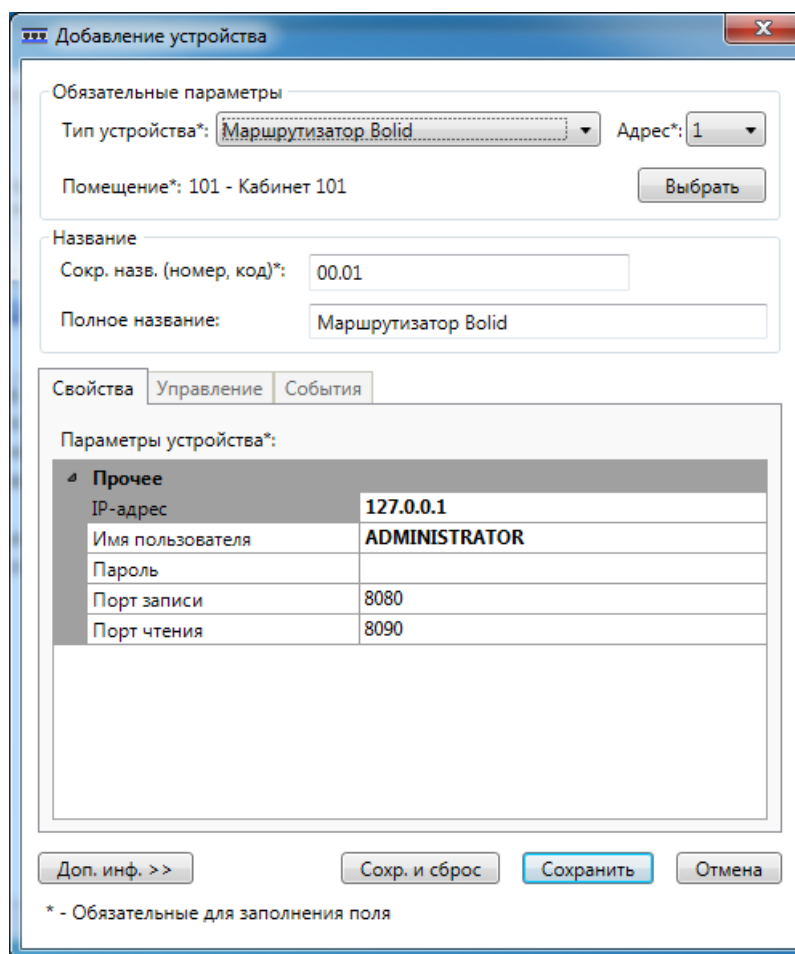 Добавление устройства
Обязательные параметры
Тип устройства*: Маршрутизатор Bolid Адрес*: 1
Помещение*: 101 - Кабинет 101 Выбрать
Название
Сокр. назв. (номер, код)*: 00.01
Полное название: Маршрутизатор Bolid
Свойства Управление События
Параметры устройства*:
Прочее
IP-адрес 127.0.0.1
Имя пользователя ADMINISTRATOR
Пароль
Порт записи 8080
Порт чтения 8090
Доп. инф. >> Сохр. и сброс Сохранить Отмена
* - Обязательные для заполнения поля